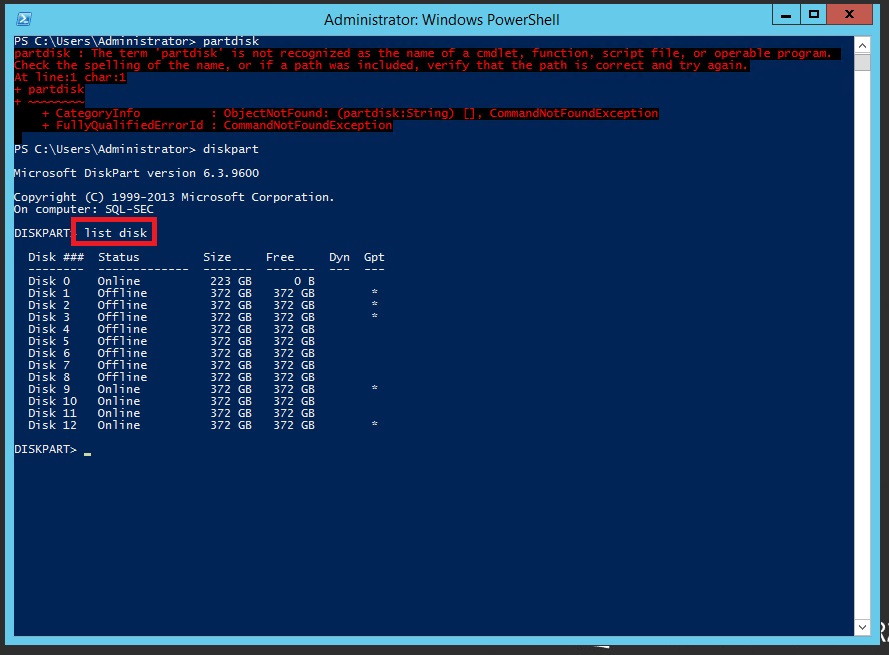 Administrator: Windows PowerShell
PS C:\Users\Administrator> partdisk
partdisk : The term 'partdisk' is not recognized as the name of a cmdlet, function, script file, or operable program.
Check the spelling of the name, or if a path was included, verify that the path is correct and try again.
At line:1 char:1
+ partdisk
+ ~~~~~~~~
    + CategoryInfo          : ObjectNotFound: (partdisk:String) [], CommandNotFoundException
    + FullyQualifiedErrorId : CommandNotFoundException
PS C:\Users\Administrator> diskpart
Microsoft DiskPart version 6.3.9600
Copyright (C) 1999-2013 Microsoft Corporation.
On computer: SQL-SEC
DISKPART> list disk
  Disk ###  Status         Size     Free     Dyn  Gpt
  --------  -------------  -------  -------  ---  ---
  Disk 0    Online          223 GB      0 B
  Disk 1    Offline         372 GB   372 GB        *
  Disk 2    Offline         372 GB   372 GB        *
  Disk 3    Offline         372 GB   372 GB        *
  Disk 4    Offline         372 GB   372 GB
  Disk 5    Offline         372 GB   372 GB
  Disk 6    Offline         372 GB   372 GB
  Disk 7    Offline         372 GB   372 GB
  Disk 8    Offline         372 GB   372 GB
  Disk 9    Online          372 GB   372 GB        *
  Disk 10   Online          372 GB   372 GB
  Disk 11   Online          372 GB   372 GB
  Disk 12   Online          372 GB   372 GB        *
DISKPART> _